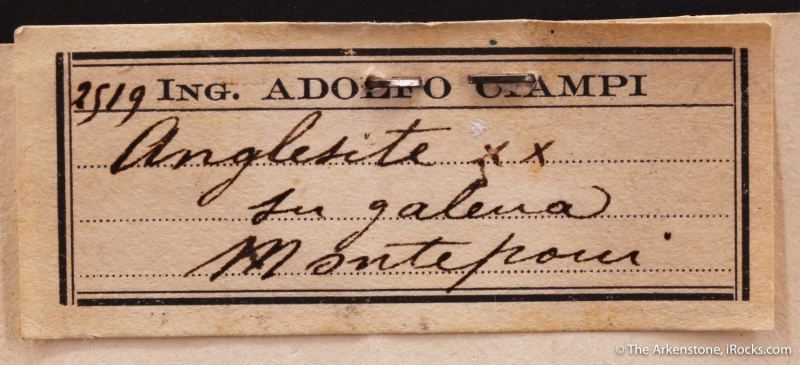 2519 ING. ADOLFO CIAMPI
Anglesite xx
su galena
Monteponi
© The Arkenstone, iRocks.com